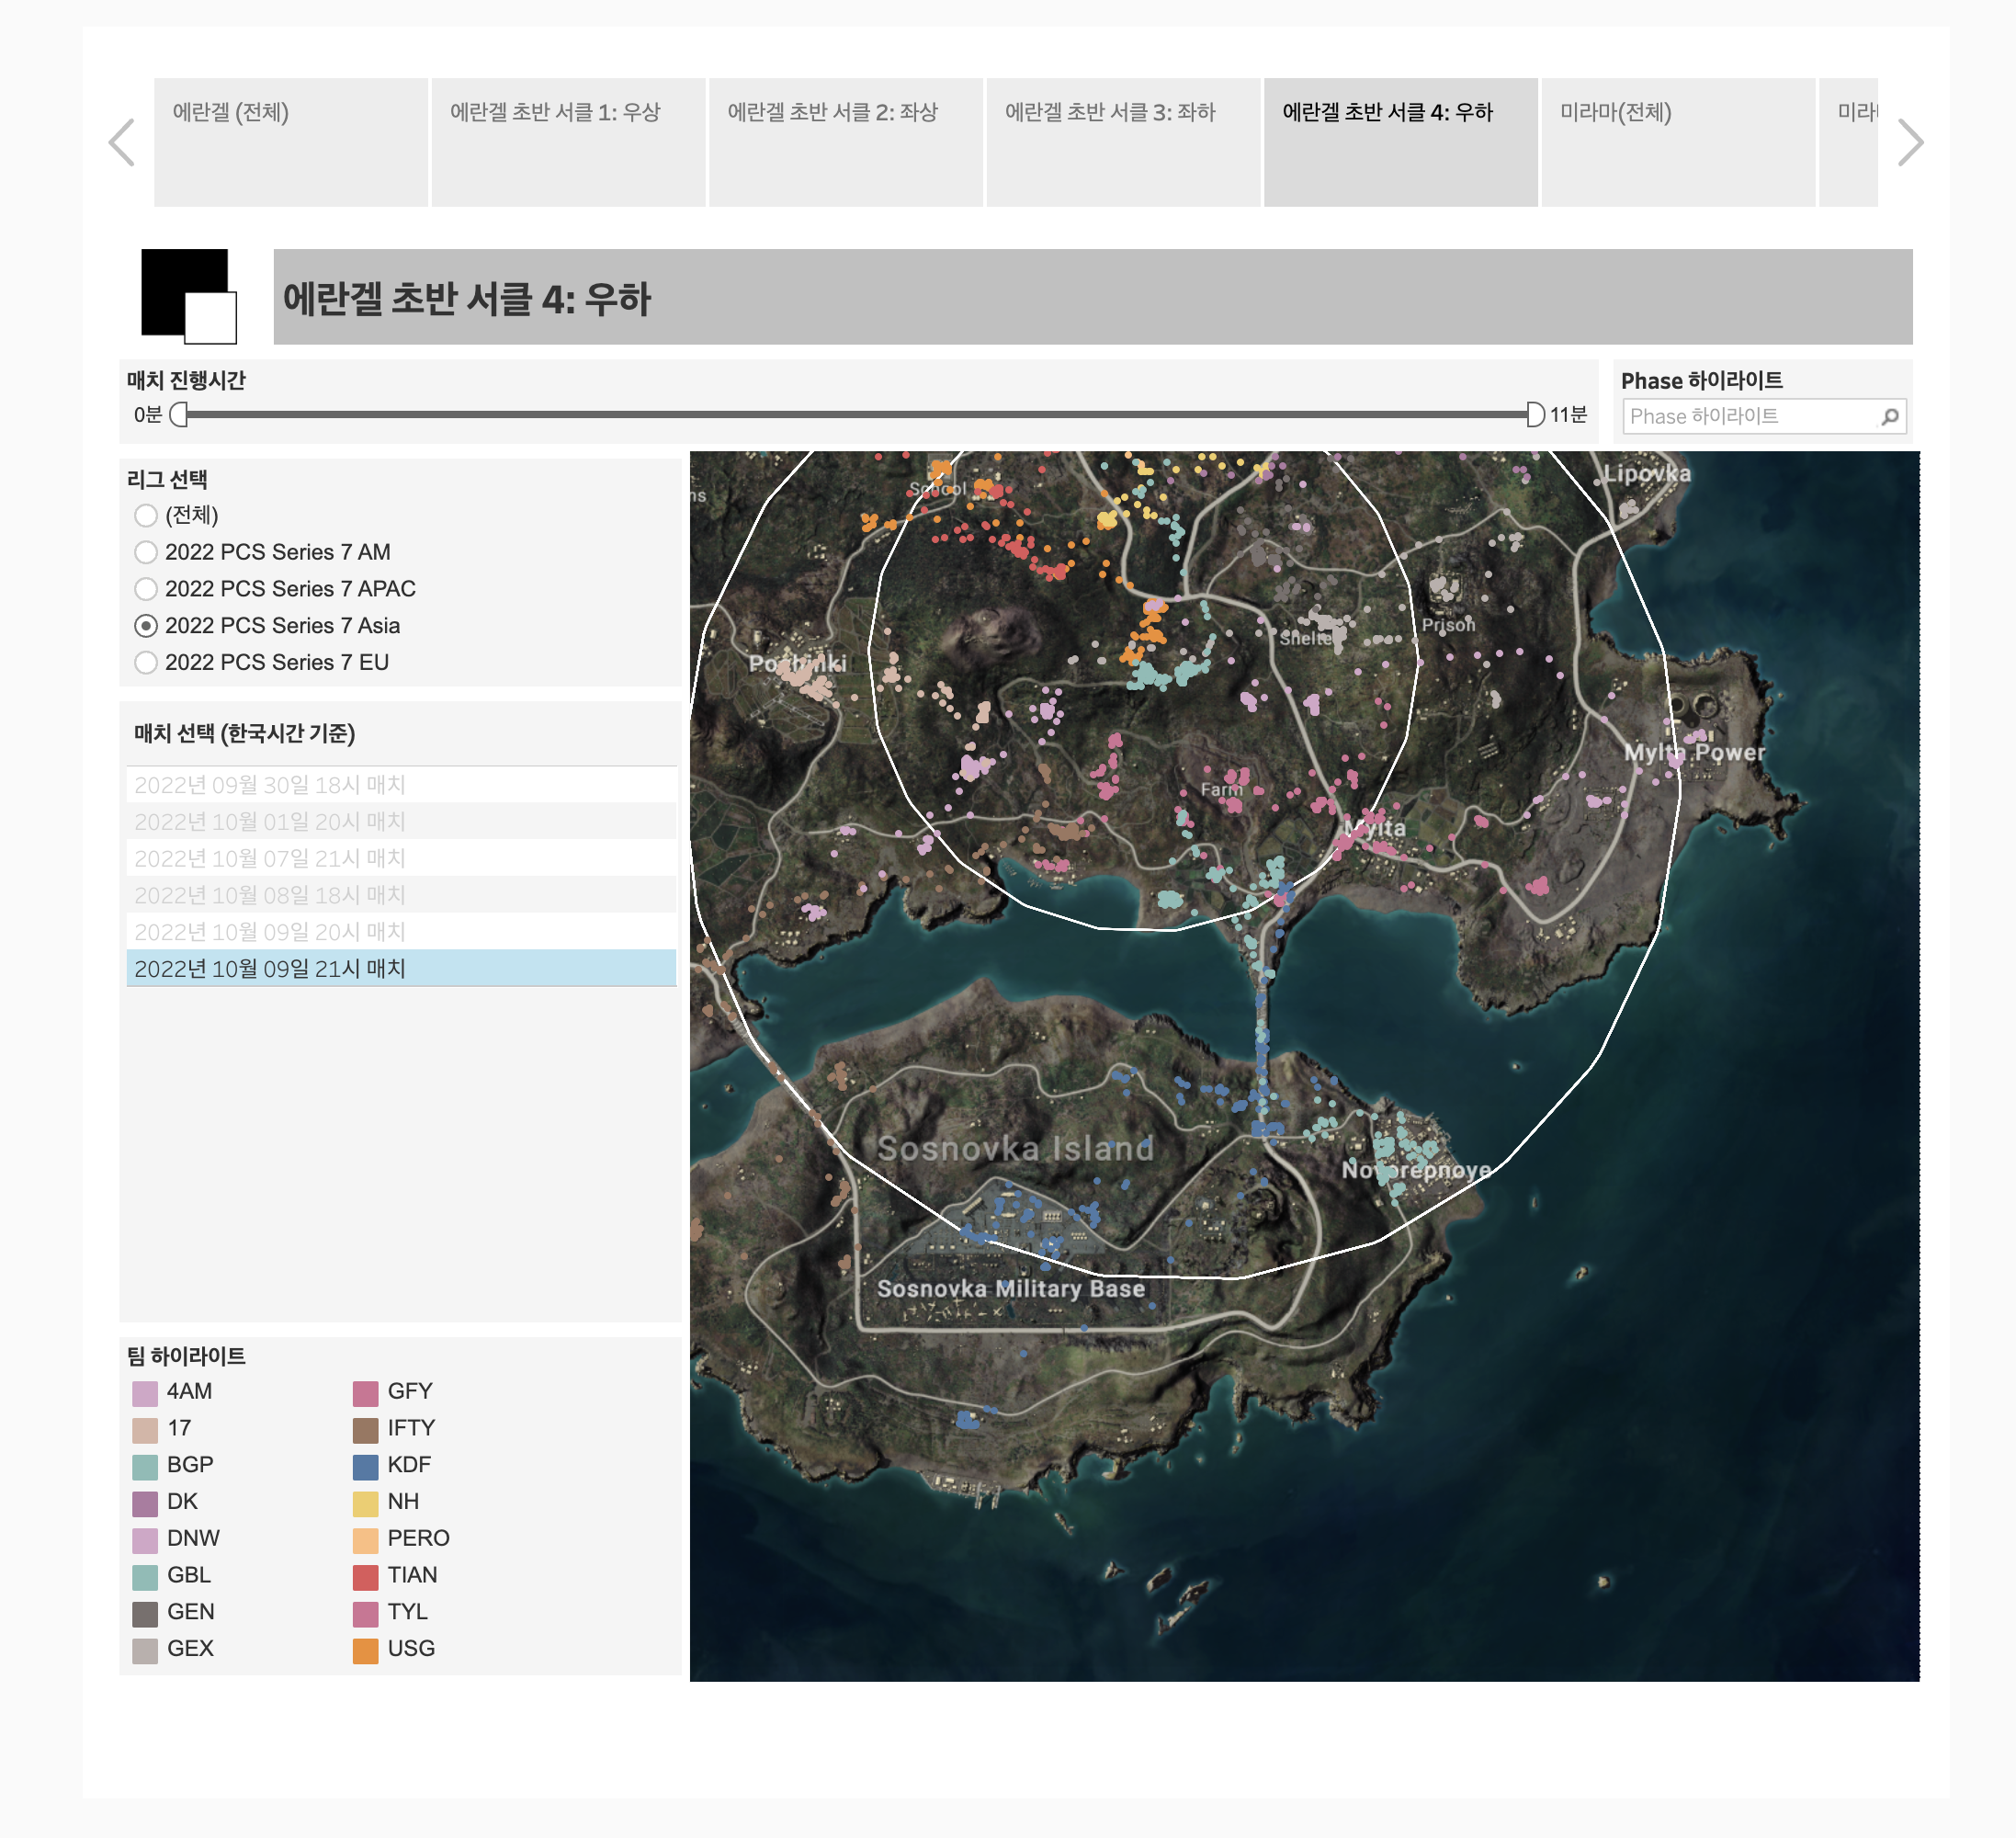 에란겔 (전체)
에란겔 초반 서클 1: 우상
에란겔 초반 서클 2: 좌상
에란겔 초반 서클 3: 좌하
에란겔 초반 서클 4: 우하
미라마(전체)
에란겔 초반 서클 4: 우하
매치 진행시간
0분
11분
Phase 하이라이트
Phase 하이라이트
리그 선택
(전체)
2022 PCS Series 7 AM
2022 PCS Series 7 APAC
2022 PCS Series 7 Asia
2022 PCS Series 7 EU
매치 선택 (한국시간 기준)
2022년 09월 30일 18시 매치
2022년 10월 01일 20시 매치
2022년 10월 07일 21시 매치
2022년 10월 08일 18시 매치
2022년 10월 09일 20시 매치
2022년 10월 09일 21시 매치
팀 하이라이트
4AM
17
BGP
DK
DNW
GBL
GEN
GEX
GFY
IFTY
KDF
NH
PERO
TIAN
TYL
USG
Lipovka
School
Shelter
Prison
Pochinki
Mylta Power
Farm
Mylta
Sosnovka Island
Novorepnoye
Sosnovka Military Base